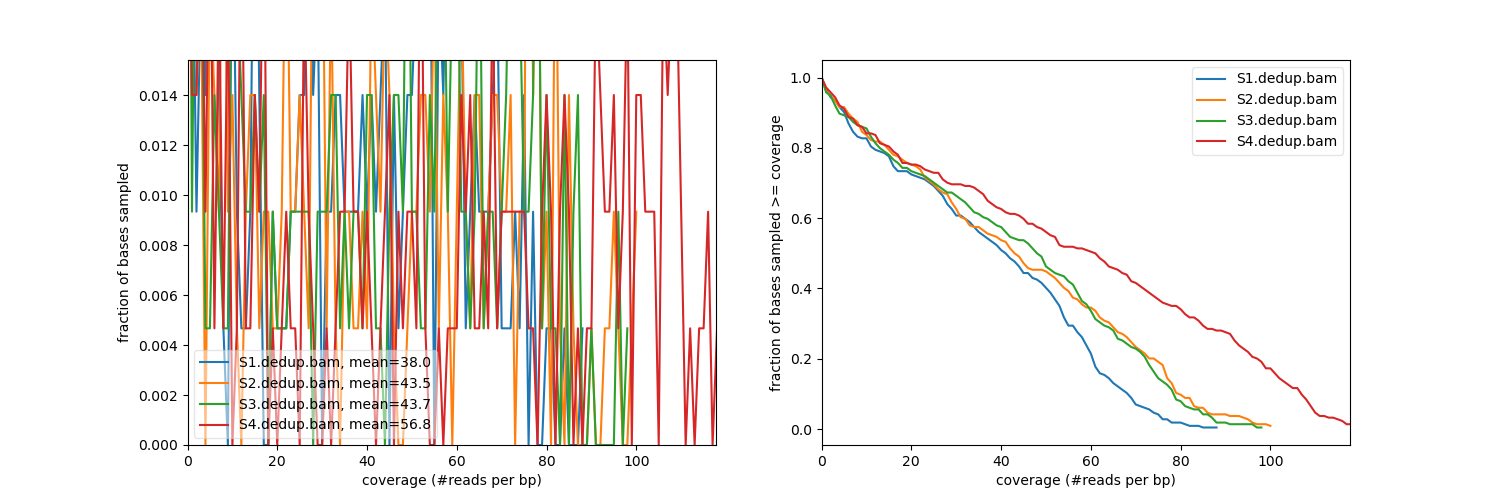 fraction of bases sampled
0.014
0.012
0.010
0.008
0.006
0.004
0.002
0.000
S1.dedup.bam, mean=38.0
S2.dedup.bam, mean=43.5
S3.dedup.bam, mean=43.7
S4.dedup.bam, mean=56.8
0 20 40 60 80 100
coverage (#reads per bp)
fraction of bases sampled >= coverage
1.0
0.8
0.6
0.4
0.2
0.0
S1.dedup.bam
S2.dedup.bam
S3.dedup.bam
S4.dedup.bam
0 20 40 60 80 100
coverage (#reads per bp)